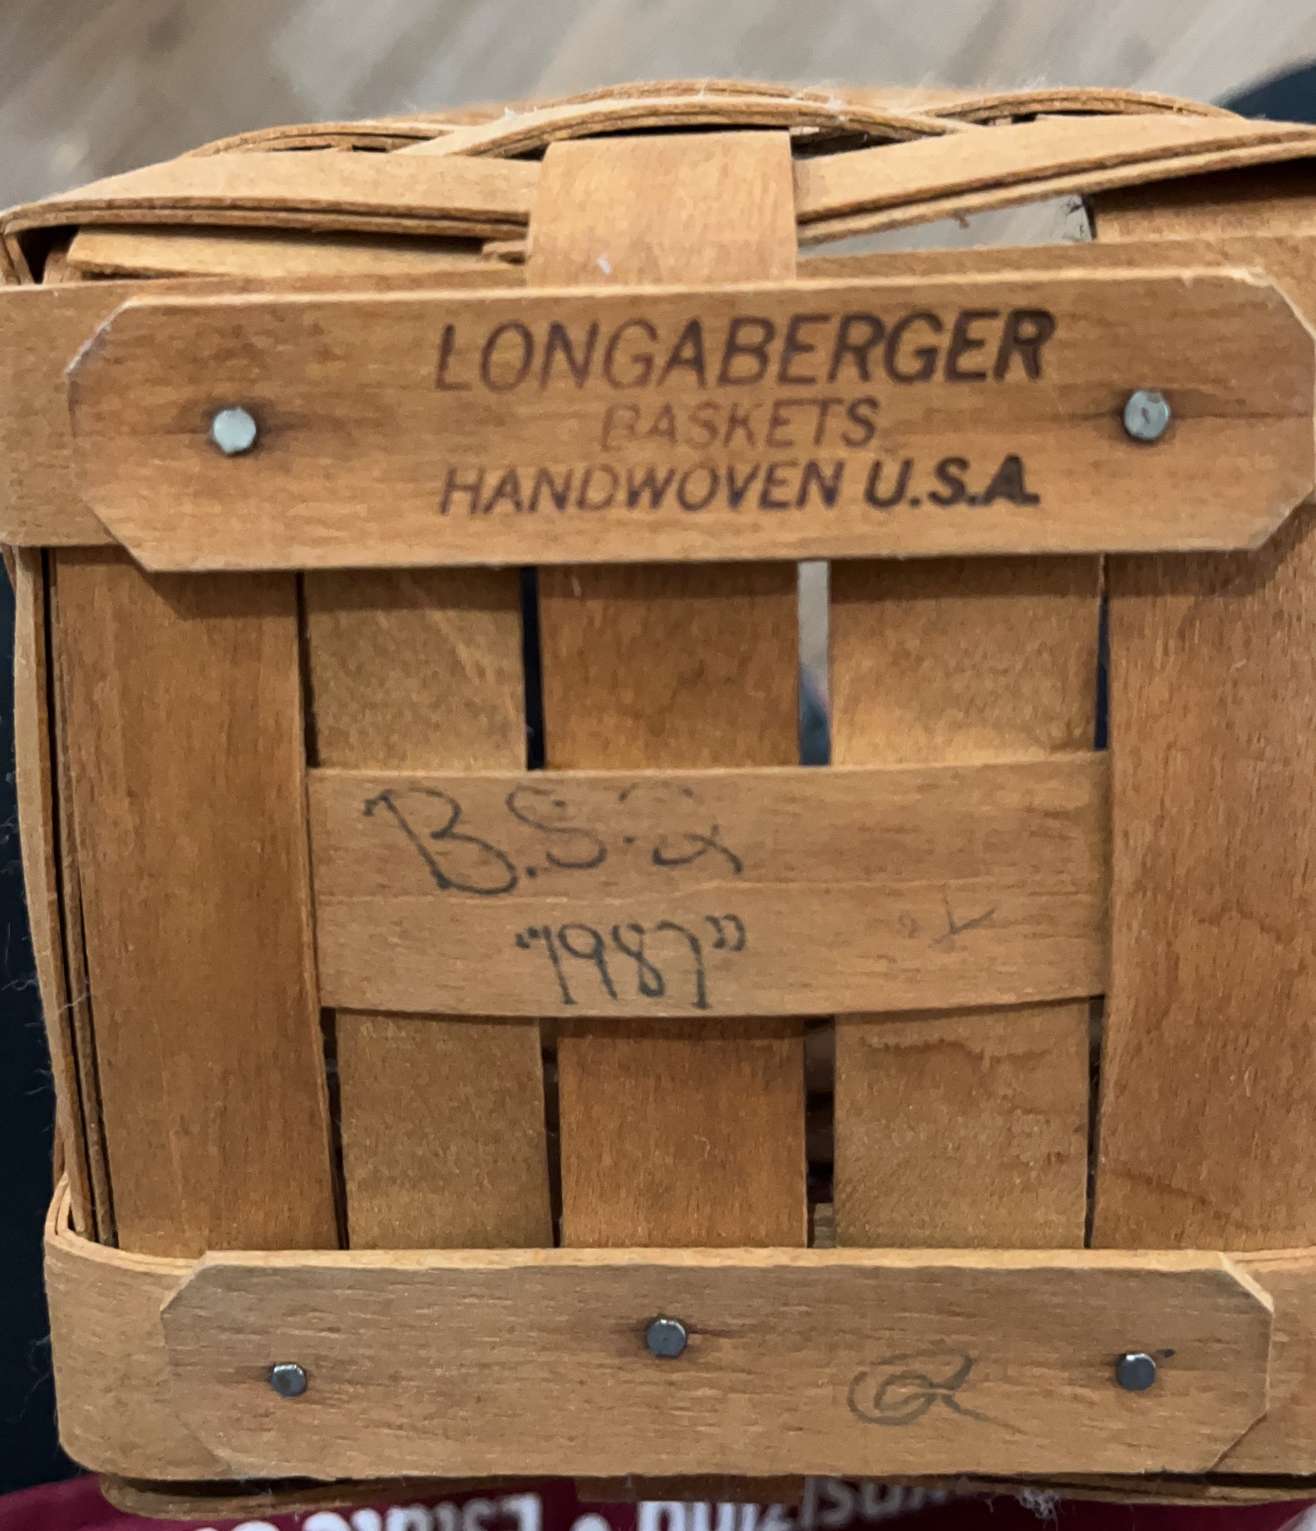 LONGABERGER
BASKETS
HANDWOVEN U.S.A.
B.S.Q
"1987"